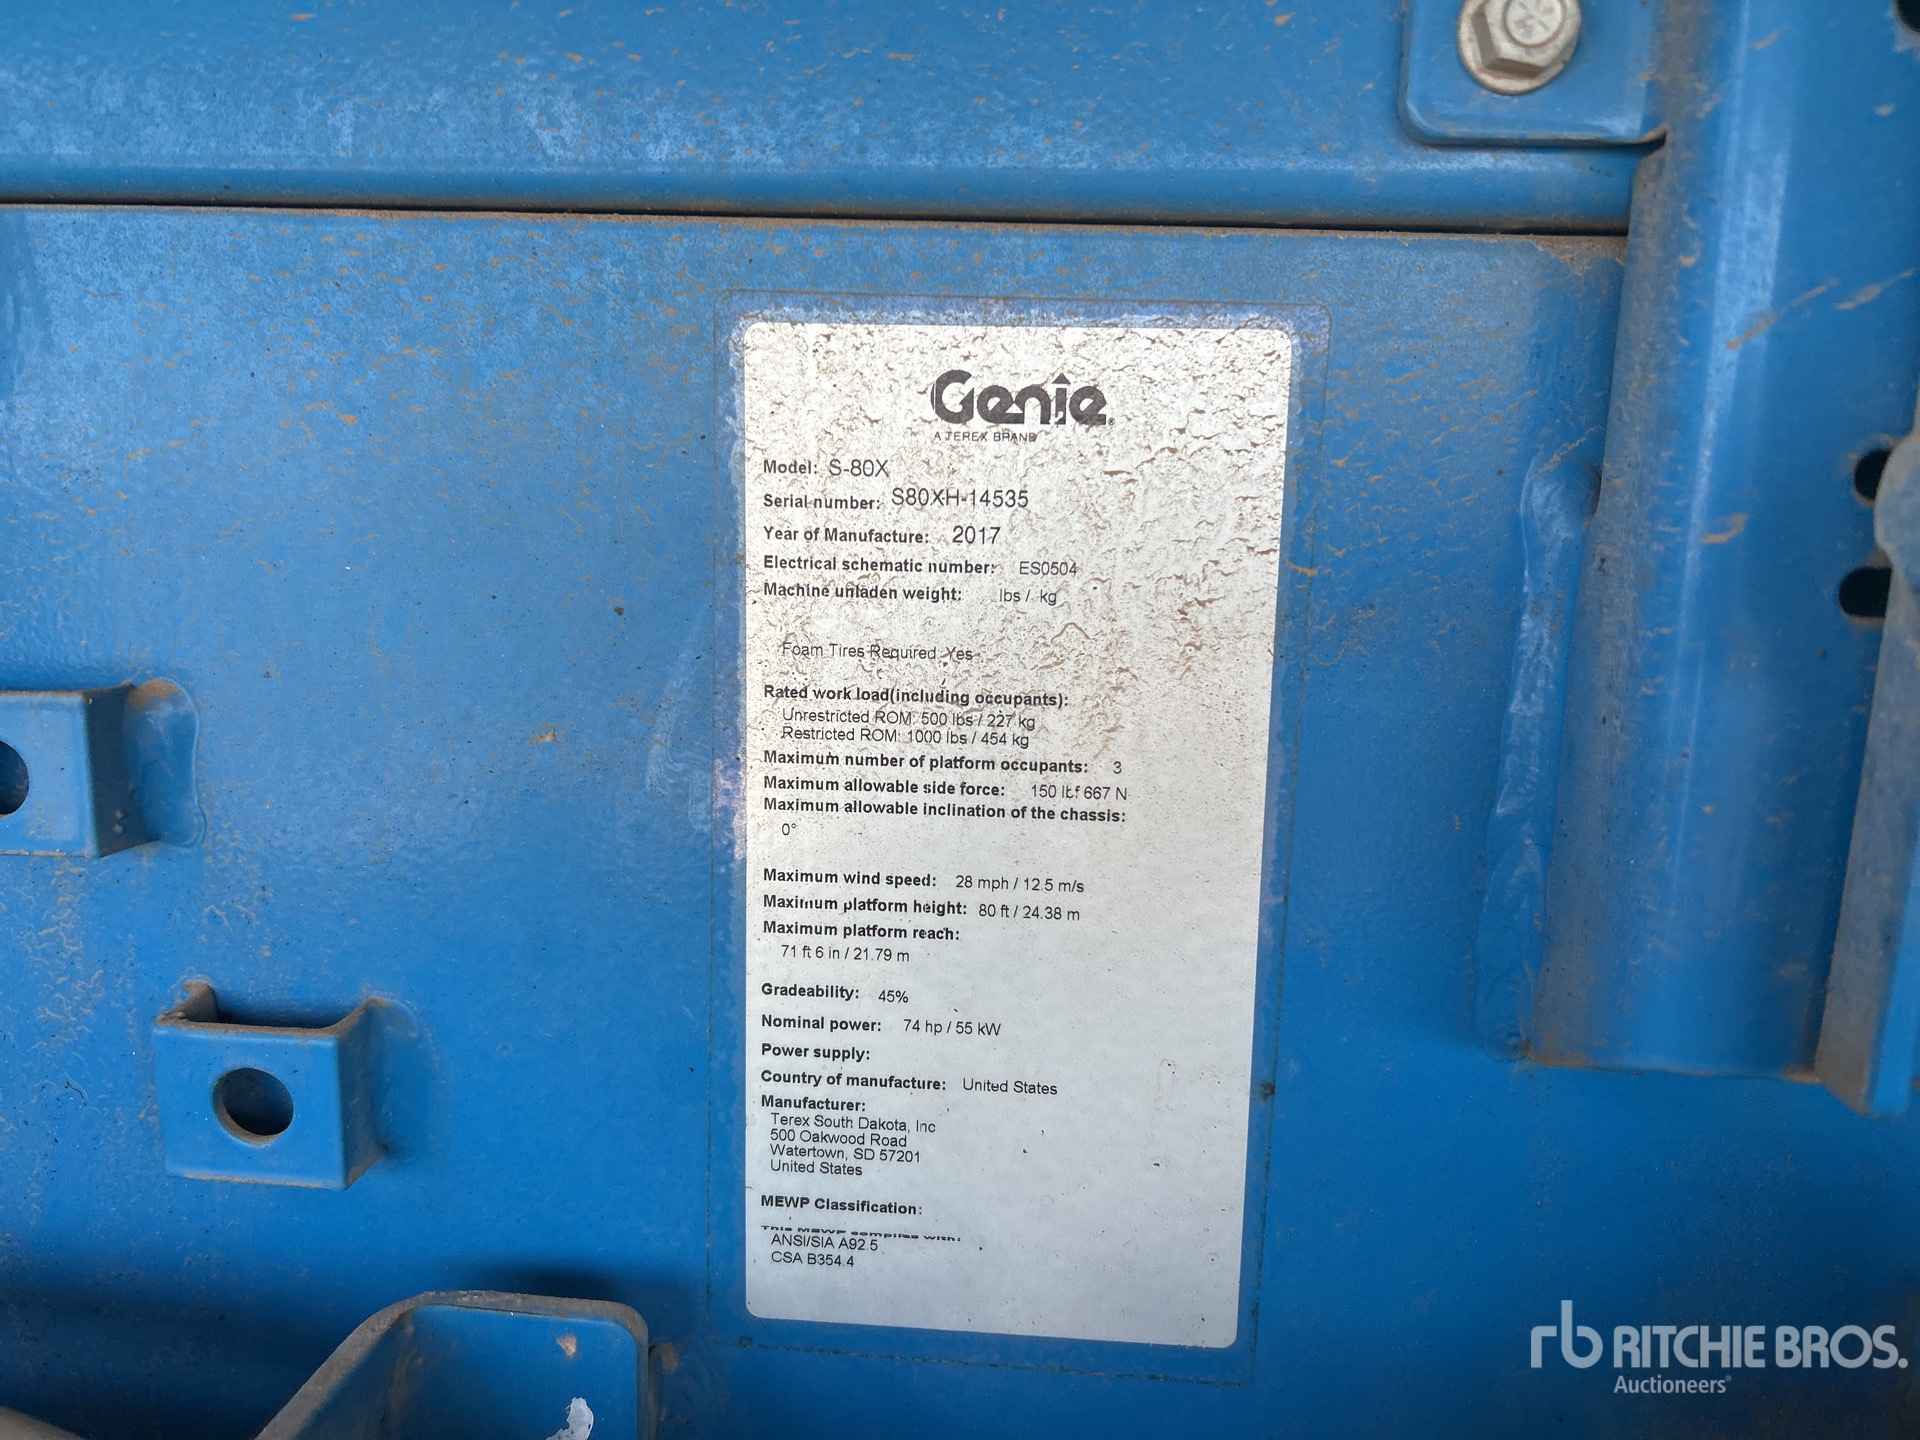 Genie®
A TEREX BRAND
Model: S-80X
Serial number: S80XH-14535
Year of Manufacture: 2017
Electrical schematic number: ES0504
Machine unladen weight: lbs / kg
Foam Tires Required Yes
Rated work load(including occupants):
Unrestricted ROM: 500 lbs / 227 kg
Restricted ROM: 1000 lbs / 454 kg
Maximum number of platform occupants: 3
Maximum allowable side force: 150 lbf 667 N
Maximum allowable inclination of the chassis:
0°
Maximum wind speed: 28 mph / 12.5 m/s
Maximum platform height: 80 ft / 24.38 m
Maximum platform reach:
71 ft 6 in / 21.79 m
Gradeability: 45%
Nominal power: 74 hp / 55 kW
Power supply:
Country of manufacture: United States
Manufacturer:
Terex South Dakota, Inc
500 Oakwood Road
Watertown, SD 57201
United States
MEWP Classification:
This MEWP complies with:
ANSI/SIA A92.5
CSA B354.4
rb RITCHIE BROS.
Auctioneers®